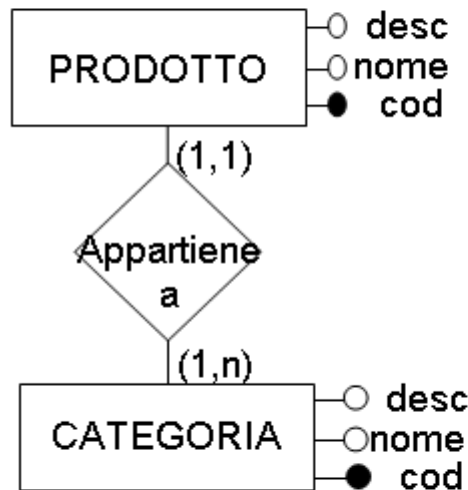 PRODOTTO
desc
nome
cod
(1,1)
Appartiene
a
(1,n)
CATEGORIA
desc
nome
cod